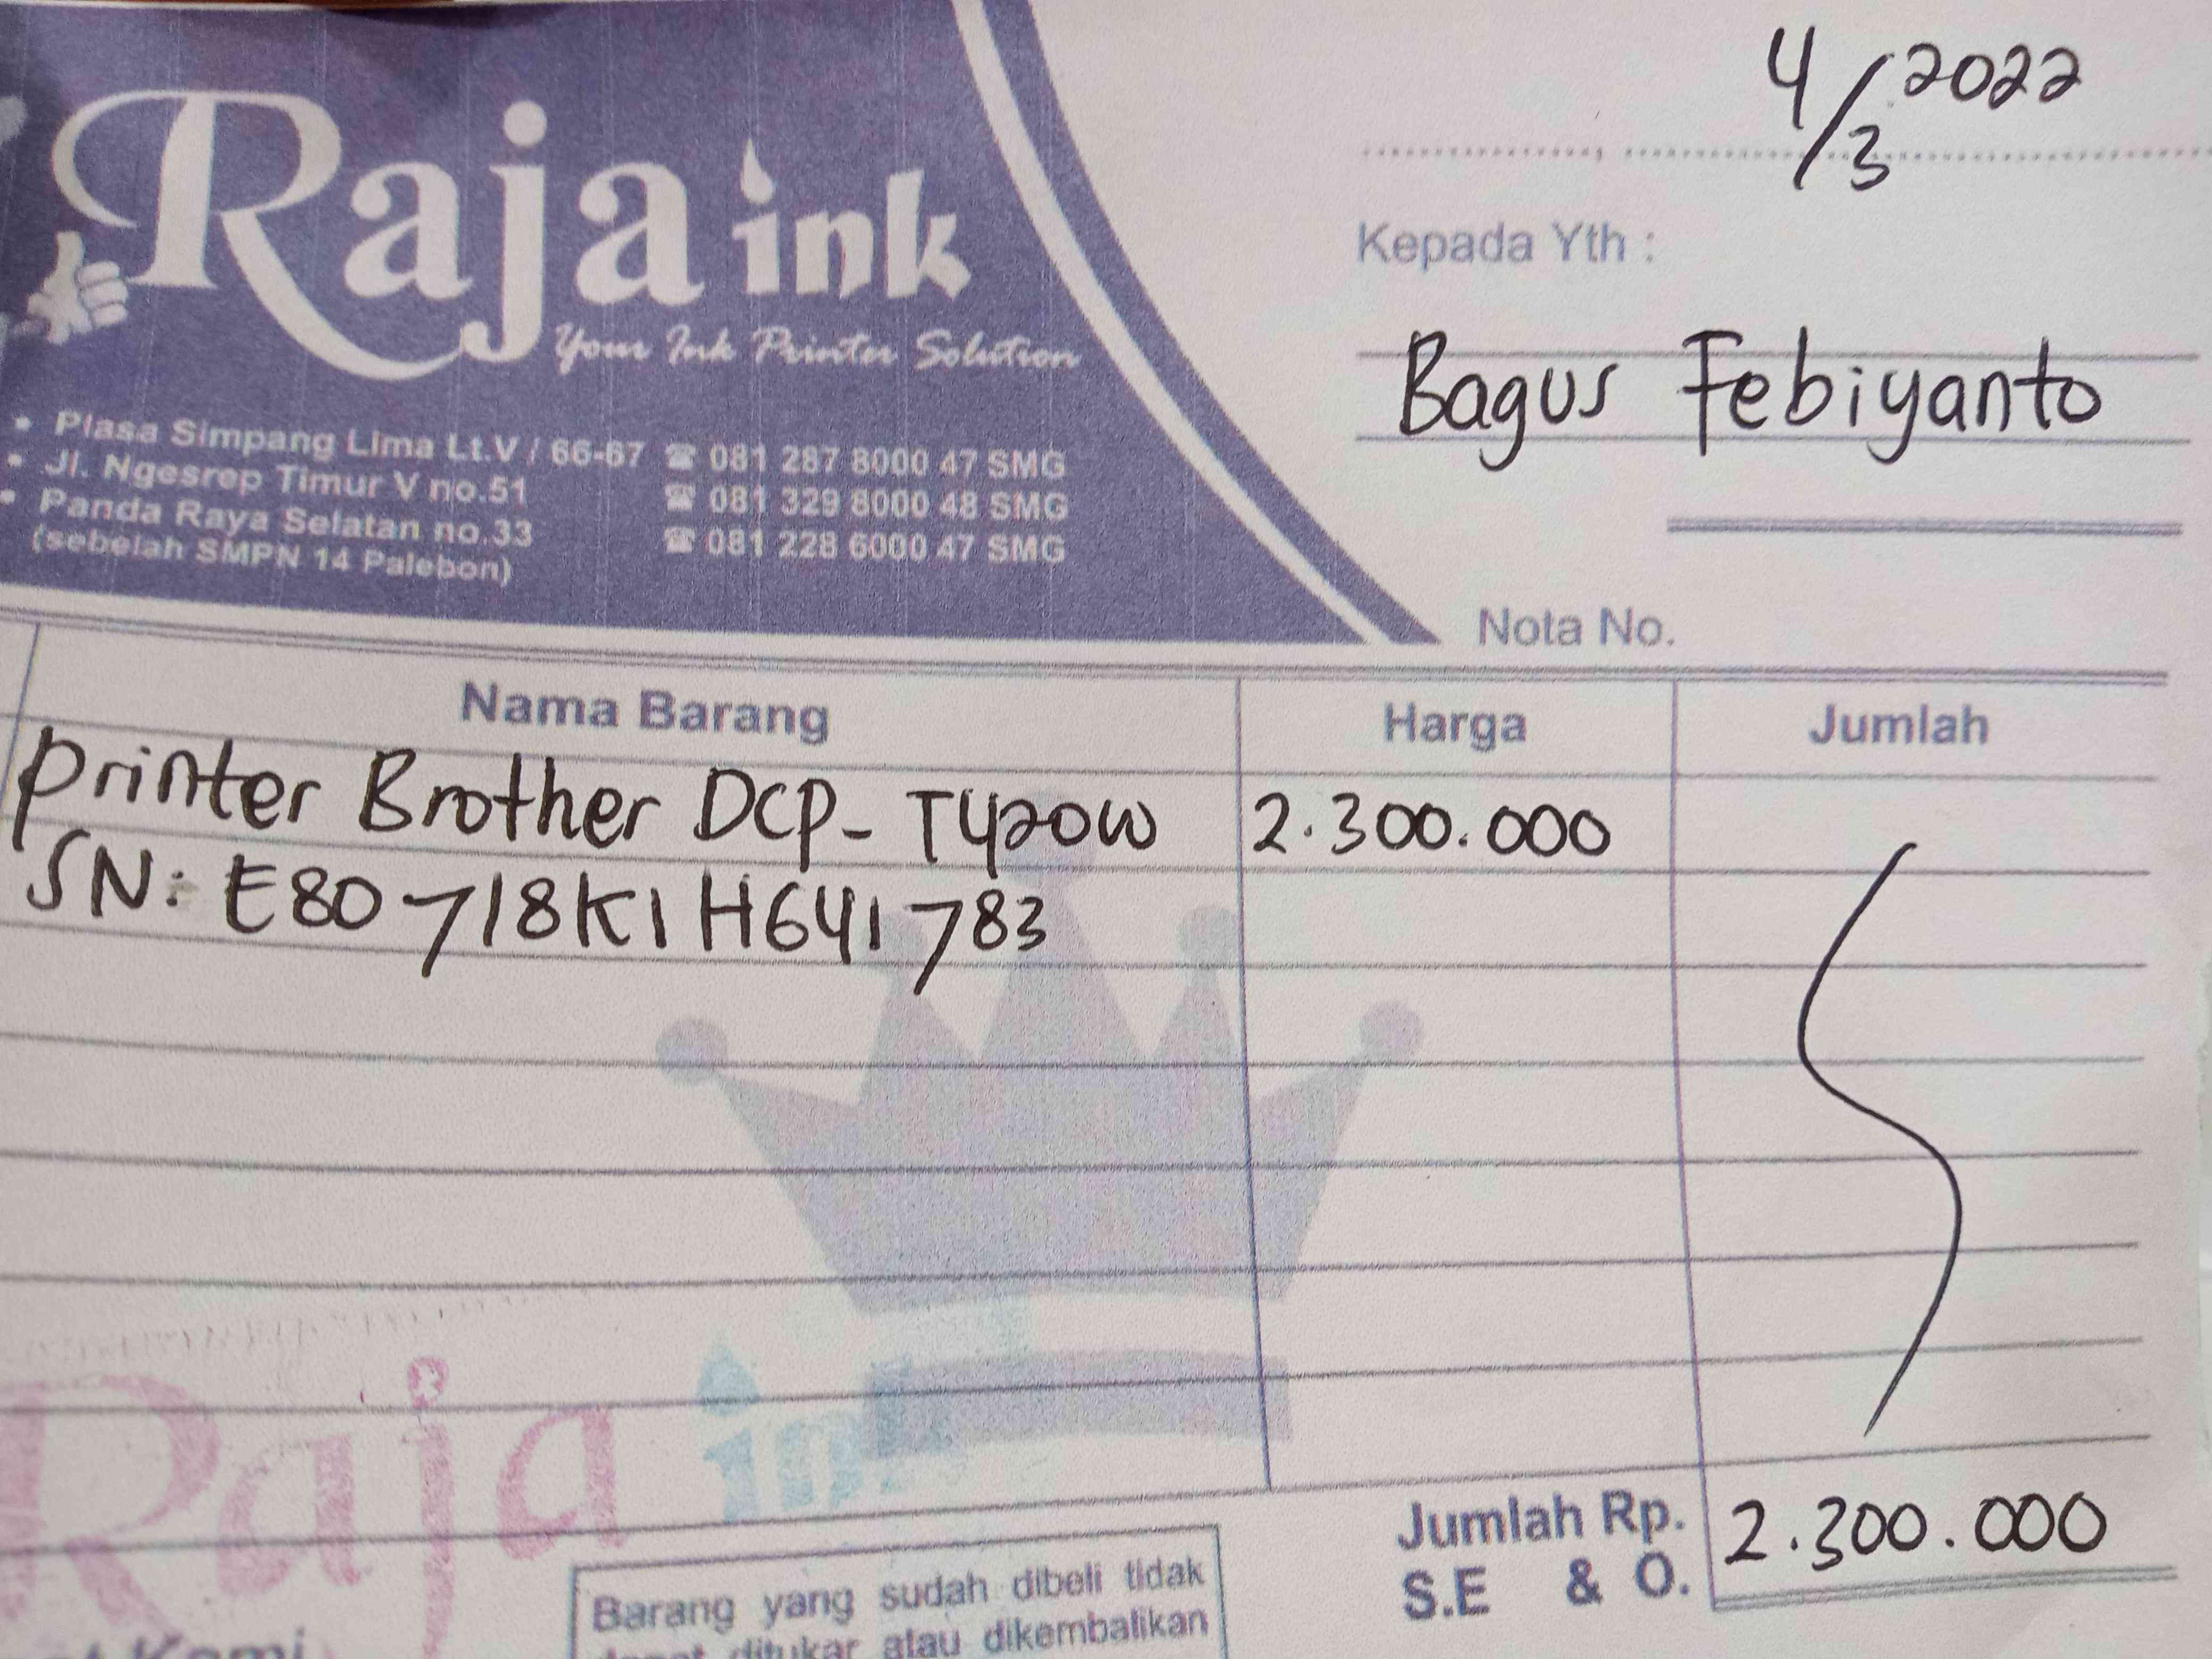 Raja ink
Your Ink Printer Solution
• Plasa Simpang Lima Lt.V / 66-67 ☎ 081 287 8000 47 SMG
• Jl. Ngesrep Timur V no.51 ☎ 081 329 8000 48 SMG
• Panda Raya Selatan no.33 ☎ 081 228 6000 47 SMG
(sebelah SMPN 14 Palebon)
4/3 2022
Kepada Yth :
Bagus Febiyanto
Nota No.
Nama Barang Harga Jumlah
Printer Brother DCP- T420W 2.300.000
SN: E80718K1H641783
Raja ink
Jumlah Rp. 2.300.000
S.E & O.
Barang yang sudah dibeli tidak
dapat ditukar atau dikembalikan
Kami